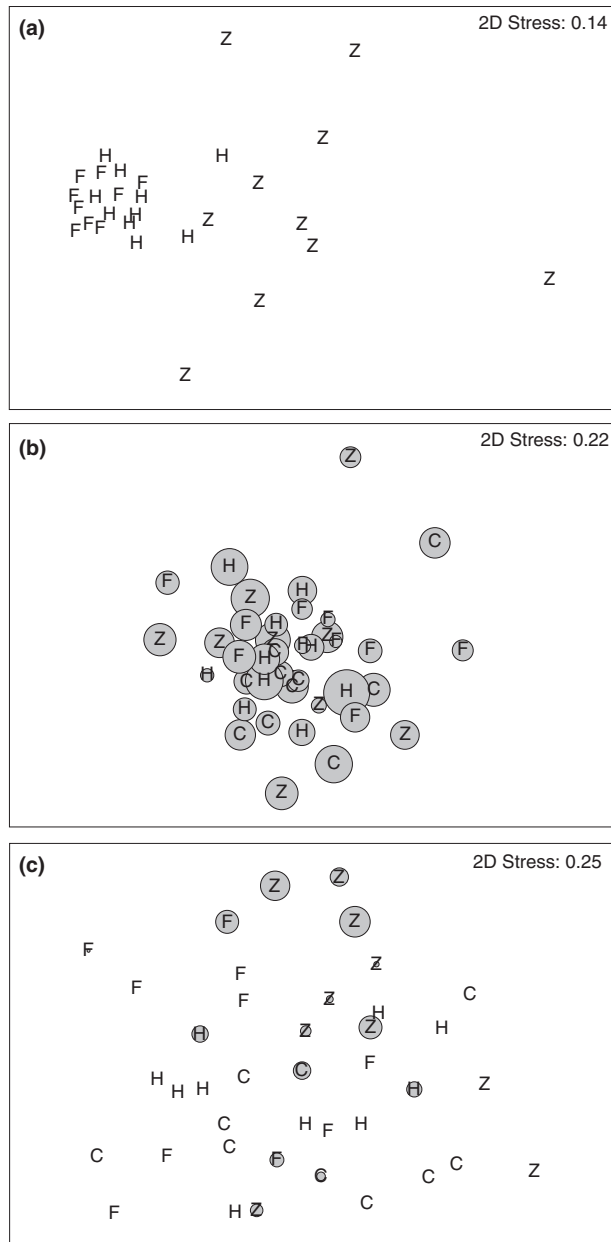 (a) 2D Stress: 0.14
Z
Z
Z
H H
F H
F Z F
F H F H
F H H Z
F F H Z
F H H Z
Z
Z
Z
(b) 2D Stress: 0.22
Z
C
H
F
Z H
F
F H F
Z Z Z H F Z F
F H C F F
H C H C C C H C
H F
C C H Z
Z
C
Z
(c) 2D Stress: 0.25
Z Z
F Z
F
F Z
F
F Z C
H
H Z Z H
F
C
H H H C H Z
C H F H
C
C F F C
C C Z
C
F H Z